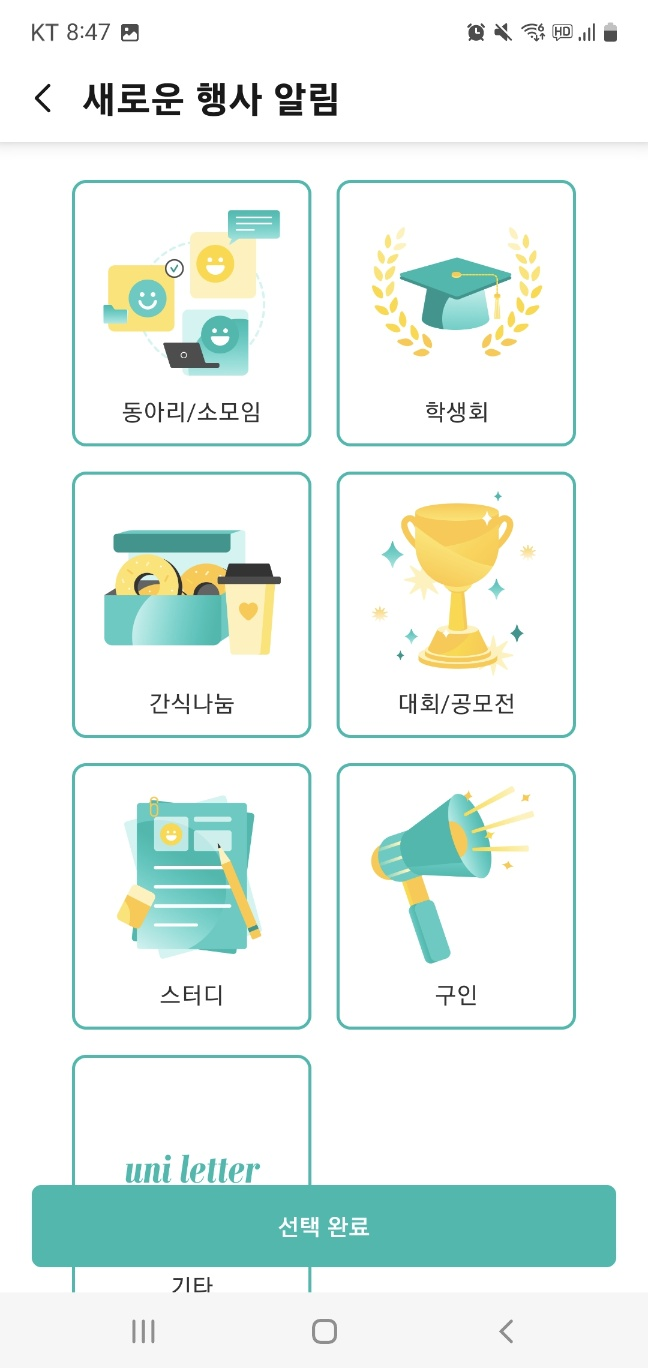 KT 8:47
HD
새로운 행사 알림
동아리/소모임
학생회
간식나눔
대회/공모전
스터디
구인
uni letter
선택 완료
기타